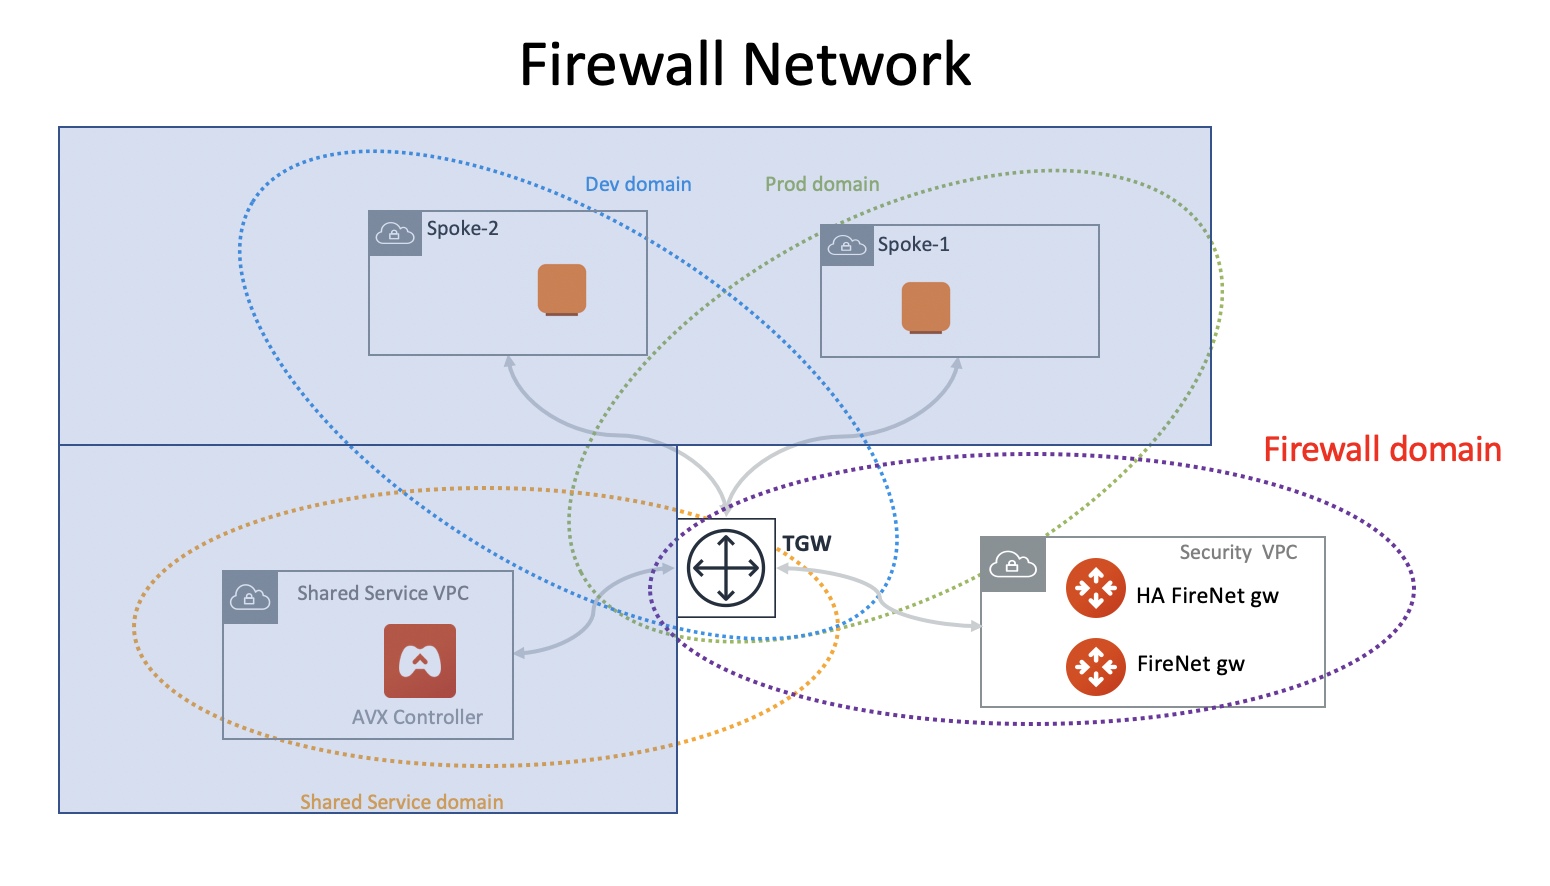 Firewall Network
Dev domain
Prod domain
Spoke-2
Spoke-1
Firewall domain
TGW
Security VPC
HA FireNet gw
FireNet gw
Shared Service VPC
AVX Controller
Shared Service domain